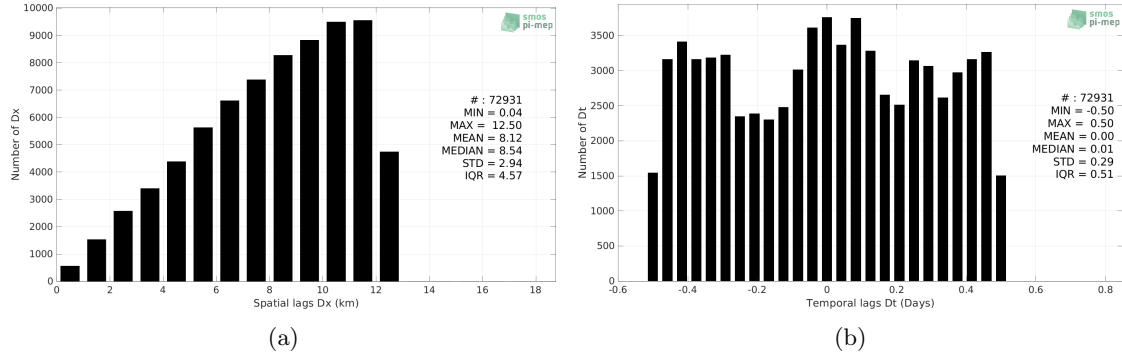 smos
pi-mep
10000
9000
8000
7000
6000
5000
4000
3000
2000
1000
0
Number of Dx
# : 72931
MIN = 0.04
MAX = 12.50
MEAN = 8.12
MEDIAN = 8.54
STD = 2.94
IQR = 4.57
0 2 4 6 8 10 12 14 16 18
Spatial lags Dx (km)
(a)
smos
pi-mep
3500
3000
2500
2000
1500
1000
500
0
Number of Dt
# : 72931
MIN = -0.50
MAX = 0.50
MEAN = 0.00
MEDIAN = 0.01
STD = 0.29
IQR = 0.51
-0.6 -0.4 -0.2 0 0.2 0.4 0.6 0.8
Temporal lags Dt (Days)
(b)